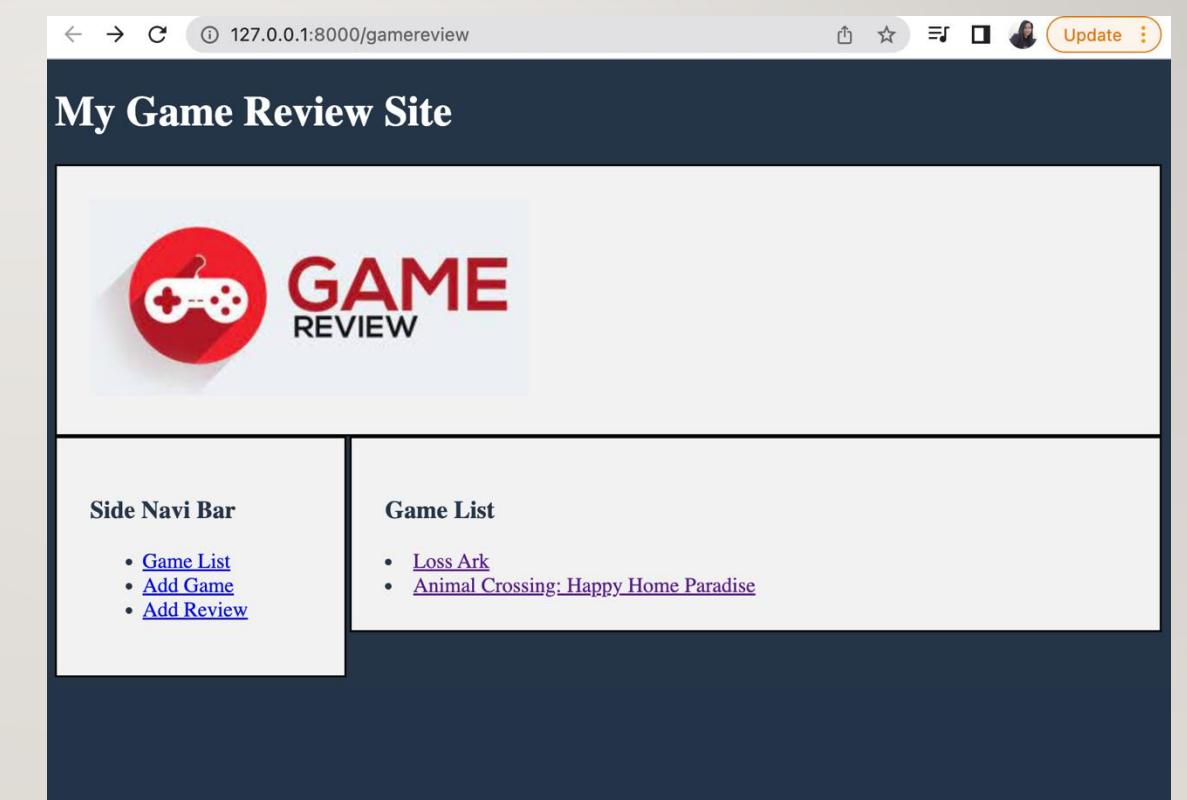 127.0.0.1:8000/gamereview
Update
My Game Review Site
GAME
REVIEW
Side Navi Bar
Game List
Add Game
Add Review
Game List
Loss Ark
Animal Crossing: Happy Home Paradise